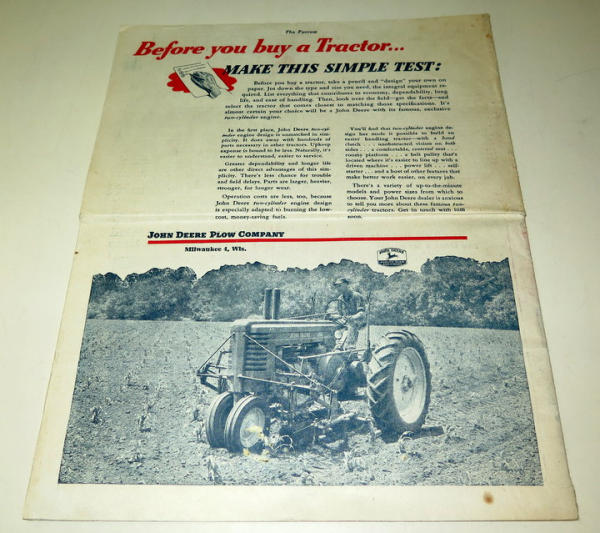 The Furrow
Before you buy a Tractor...
MAKE THIS SIMPLE TEST:
Before you buy a tractor, take a pencil and "design" your own on
paper. Jot down the type and size you need, the integral equipment re-
quired. List everything that contributes to economy, dependability, long
life, and ease of handling. Then, look over the field—get the facts—and
select the tractor that comes closest to matching those specifications. It's
almost certain your choice will be a John Deere with its famous, exclusive
two-cylinder engine.
In the first place, John Deere two-cyl-
inder engine design is unmatched in sim-
plicity. It does away with hundreds of
parts necessary in other tractors. Upkeep
expense is bound to be less. Naturally, it's
easier to understand, easier to service.
Greater dependability and longer life
are other direct advantages of this sim-
plicity. There's less chance for trouble
and field delays. Parts are larger, heavier,
stronger, for longer wear.
Operation costs are less, too, because
John Deere two-cylinder engine design
is especially adapted to burning the low-
cost, money-saving fuels.
You'll find that two-cylinder engine de-
sign has made it possible to build an
easier handling tractor—with a hand
clutch . . . unobstructed vision on both
sides . . . a comfortable, centered seat . . .
roomy platform . . . a belt pulley that's
located where it's easier to line up with a
driven machine . . . power lift . . . self-
starter . . . and a host of other features that
make better work easier, on every job.
There's a variety of up-to-the-minute
models and power sizes from which to
choose. Your John Deere dealer is anxious
to tell you more about these famous two-
cylinder tractors. Get in touch with him
soon.
JOHN DEERE PLOW COMPANY
Milwaukee 1, Wis.
JOHN DEERE